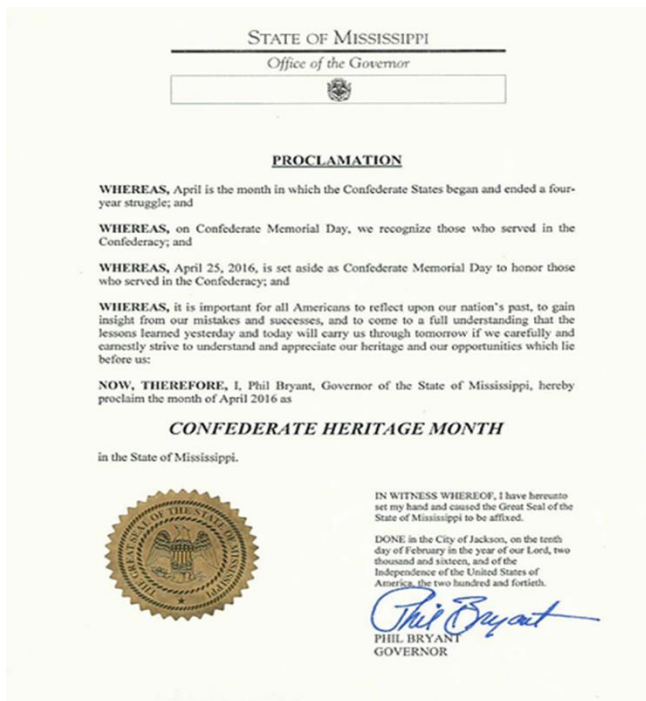 STATE OF MISSISSIPPI
Office of the Governor
PROCLAMATION
WHEREAS, April is the month in which the Confederate States began and ended a four-
year struggle; and
WHEREAS, on Confederate Memorial Day, we recognize those who served in the
Confederacy; and
WHEREAS, April 25, 2016, is set aside as Confederate Memorial Day to honor those
who served in the Confederacy; and
WHEREAS, it is important for all Americans to reflect upon our nation's past, to gain
insight from our mistakes and successes, and to come to a full understanding that the
lessons learned yesterday and today will carry us through tomorrow if we carefully and
earnestly strive to understand and appreciate our heritage and our opportunities which lie
before us:
NOW, THEREFORE, I, Phil Bryant, Governor of the State of Mississippi, hereby
proclaim the month of April 2016 as
CONFEDERATE HERITAGE MONTH
in the State of Mississippi.
THE GREAT SEAL OF THE STATE OF MISSISSIPPI
IN WITNESS WHEREOF, I have hereunto
set my hand and caused the Great Seal of the
State of Mississippi to be affixed.
DONE in the City of Jackson, on the tenth
day of February in the year of our Lord, two
thousand and sixteen, and of the
Independence of the United States of
America, the two hundred and fortieth.
Phil Bryant
PHIL BRYANT
GOVERNOR